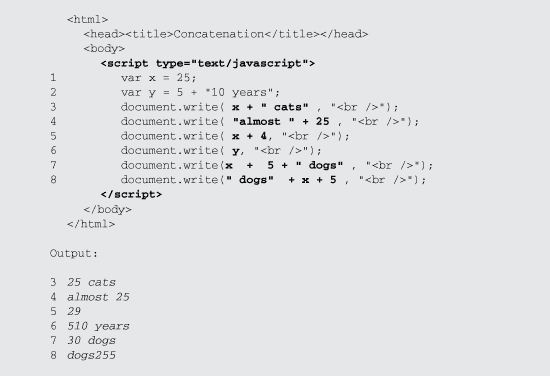 <html>
<head><title>Concatenation</title></head>
<body>
<script type="text/javascript">
1 var x = 25;
2 var y = 5 + "10 years";
3 document.write( x + " cats" , "<br />");
4 document.write( "almost " + 25 , "<br />");
5 document.write( x + 4, "<br />");
6 document.write( y, "<br />");
7 document.write(x + 5 + " dogs" , "<br />");
8 document.write(" dogs" + x + 5 , "<br />");
</script>
</body>
</html>
Output:
3 25 cats
4 almost 25
5 29
6 510 years
7 30 dogs
8 dogs255